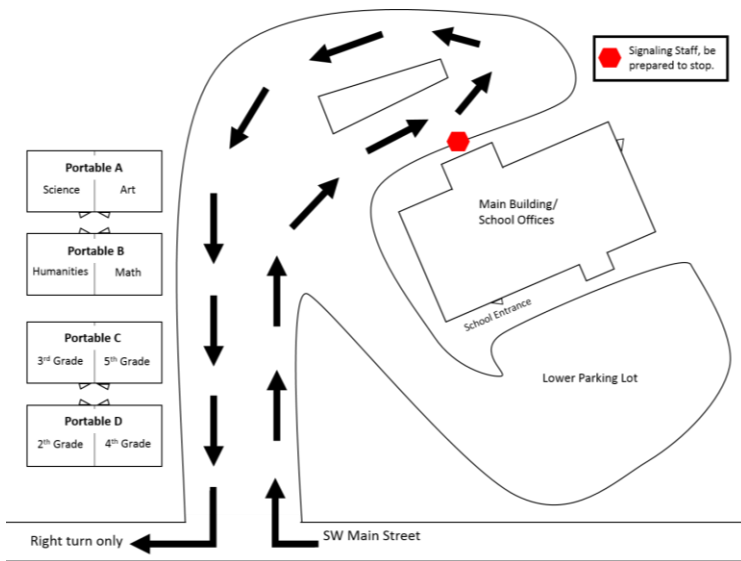 Signaling Staff, be
prepared to stop.
Portable A
Science Art
Portable B
Humanities Math
Portable C
3rd Grade 5th Grade
Portable D
2th Grade 4th Grade
Main Building/
School Offices
School Entrance
Lower Parking Lot
Right turn only
SW Main Street